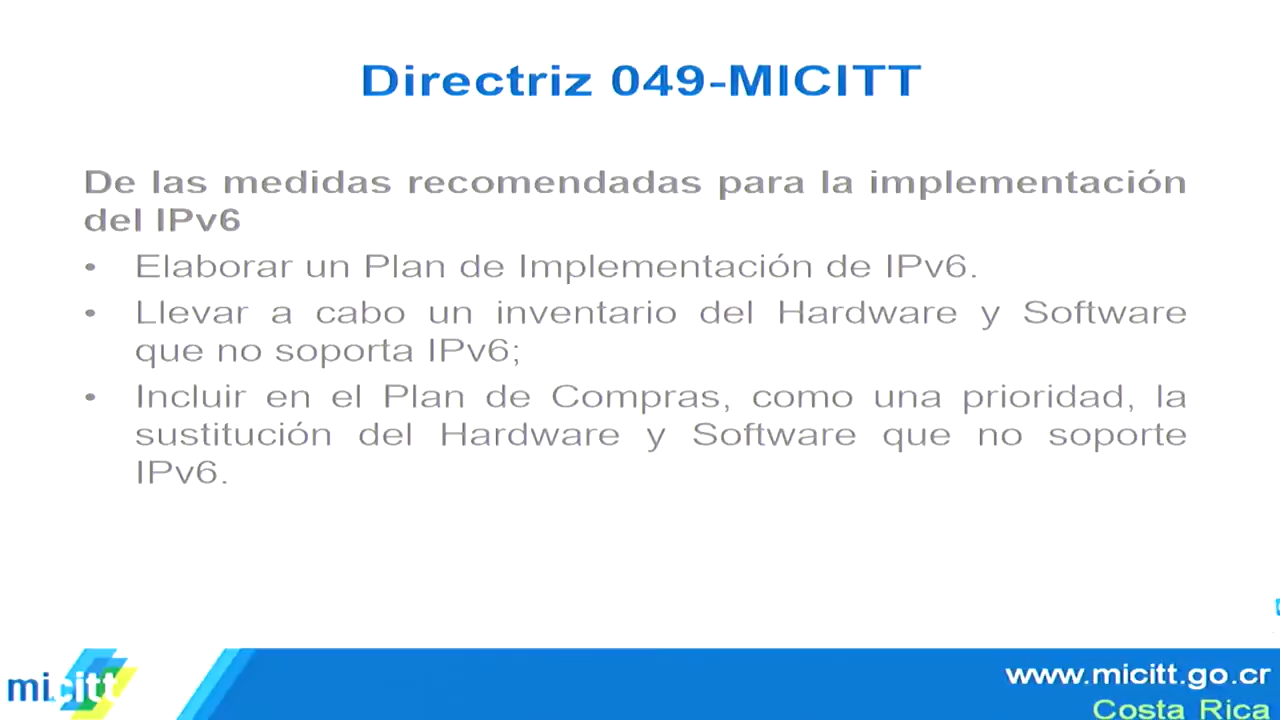 Directriz 049-MICITT
De las medidas recomendadas para la implementación
del IPv6
• Elaborar un Plan de Implementación de IPv6.
• Llevar a cabo un inventario del Hardware y Software
que no soporta IPv6;
• Incluir en el Plan de Compras, como una prioridad, la
sustitución del Hardware y Software que no soporte
IPv6.
micitt
www.micitt.go.cr
Costa Rica